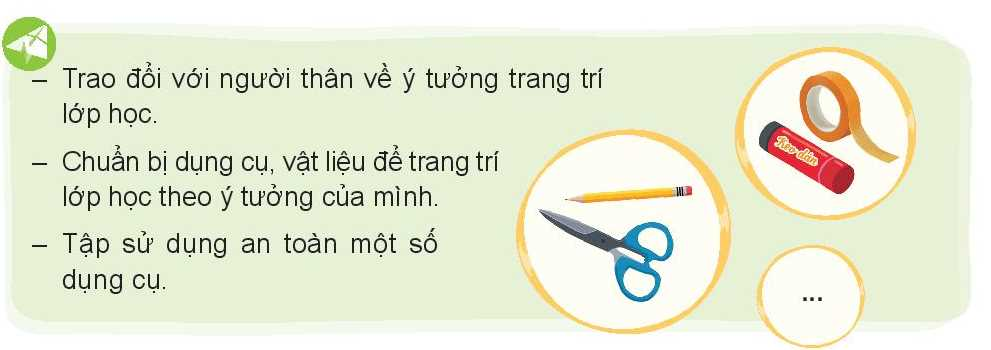 – Trao đổi với người thân về ý tưởng trang trí
lớp học.
– Chuẩn bị dụng cụ, vật liệu để trang trí
lớp học theo ý tưởng của mình.
– Tập sử dụng an toàn một số
dụng cụ.
Keo dán
...